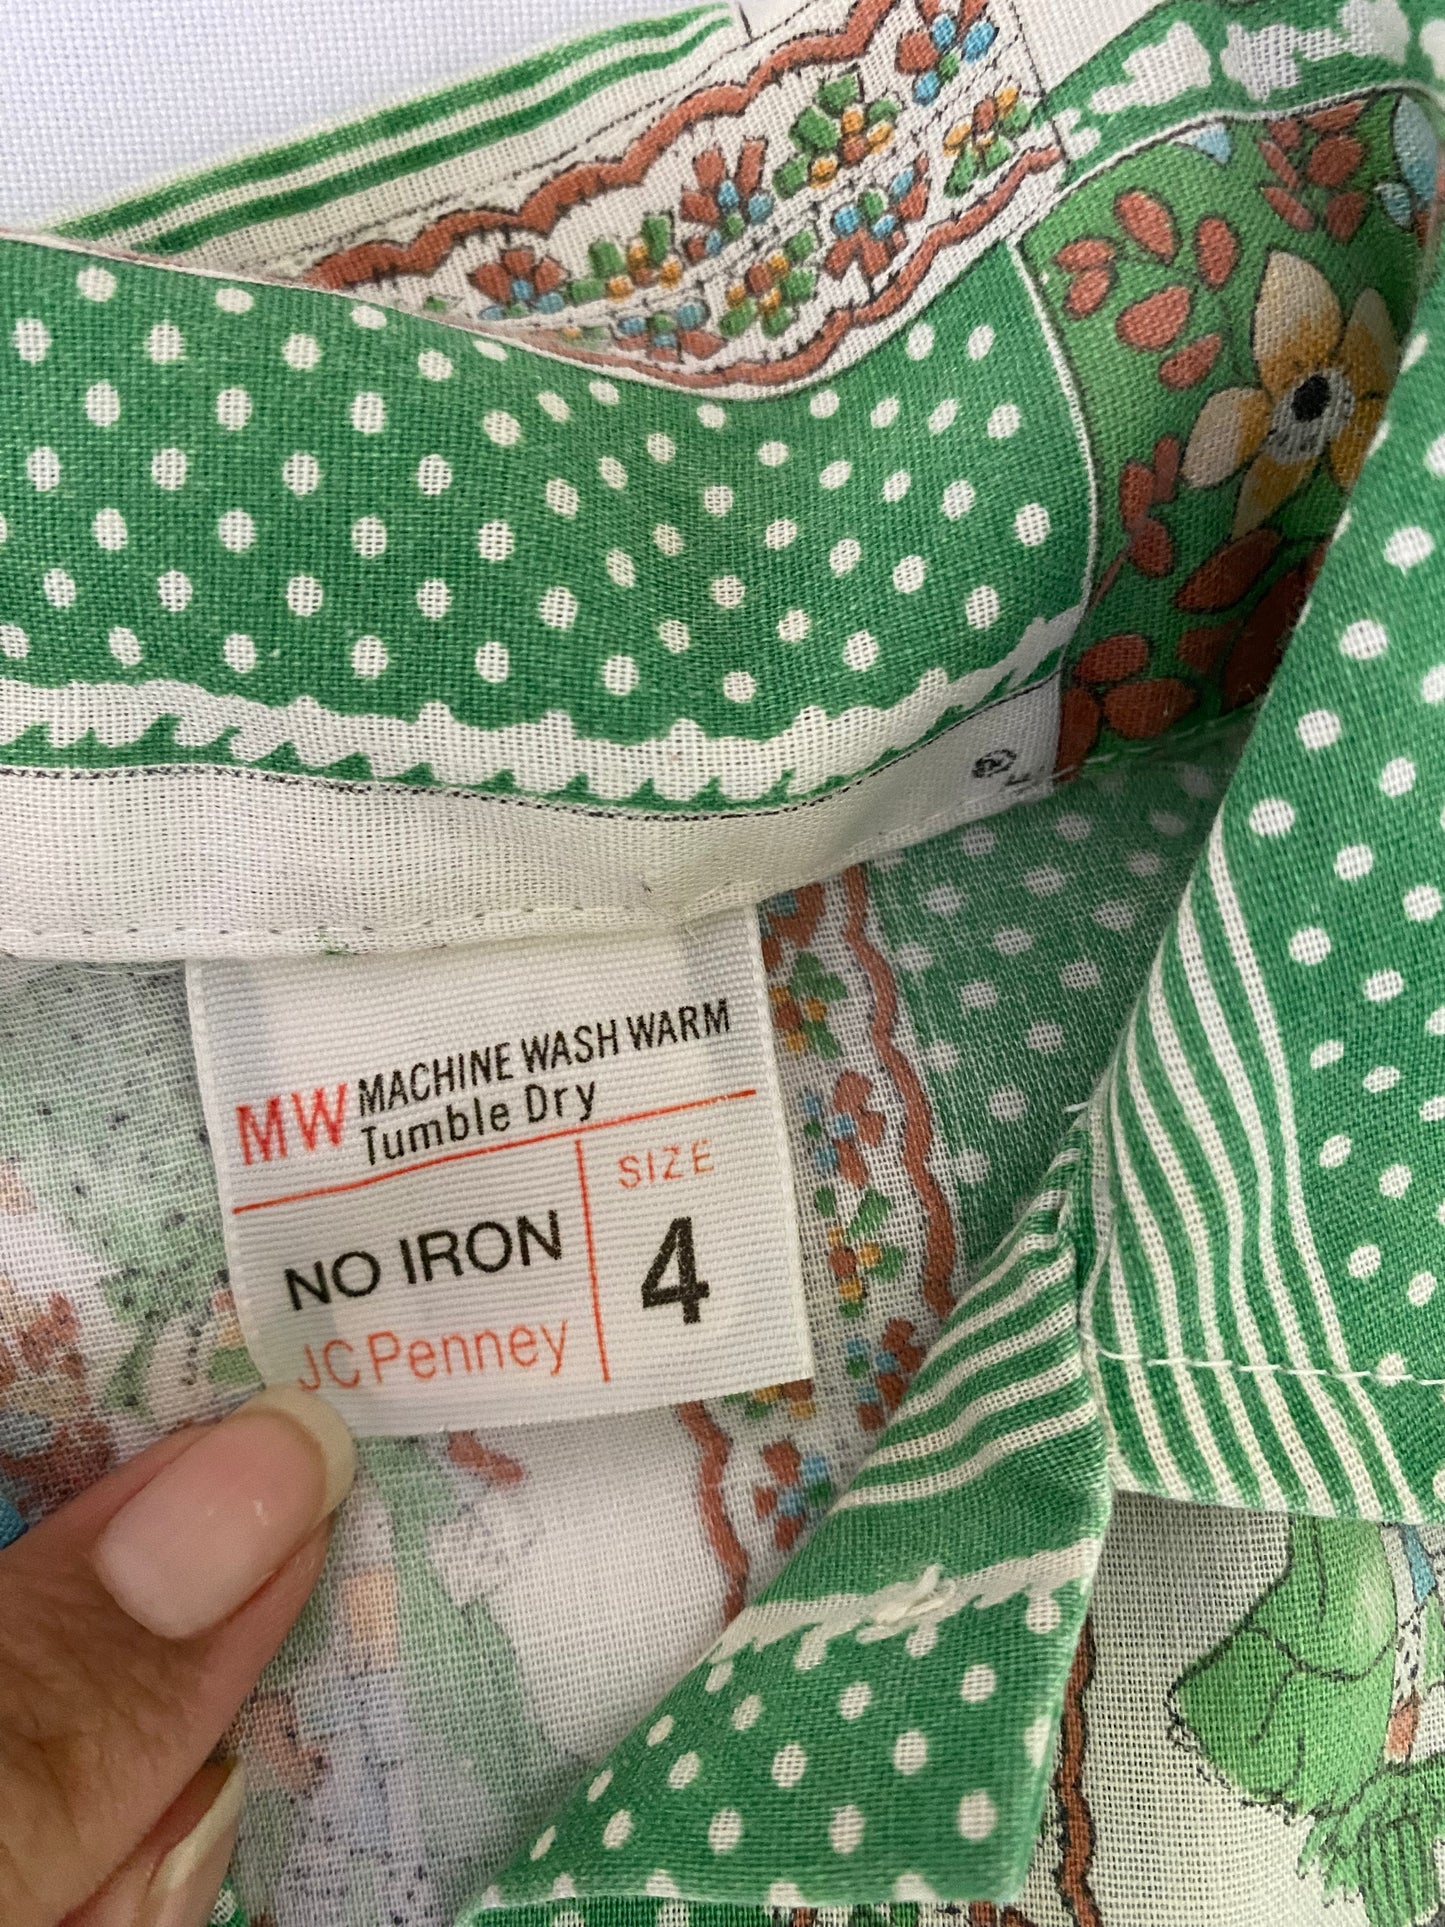 ®
MW MACHINE WASH WARM
Tumble Dry
NO IRON
JCPenney
SIZE
4